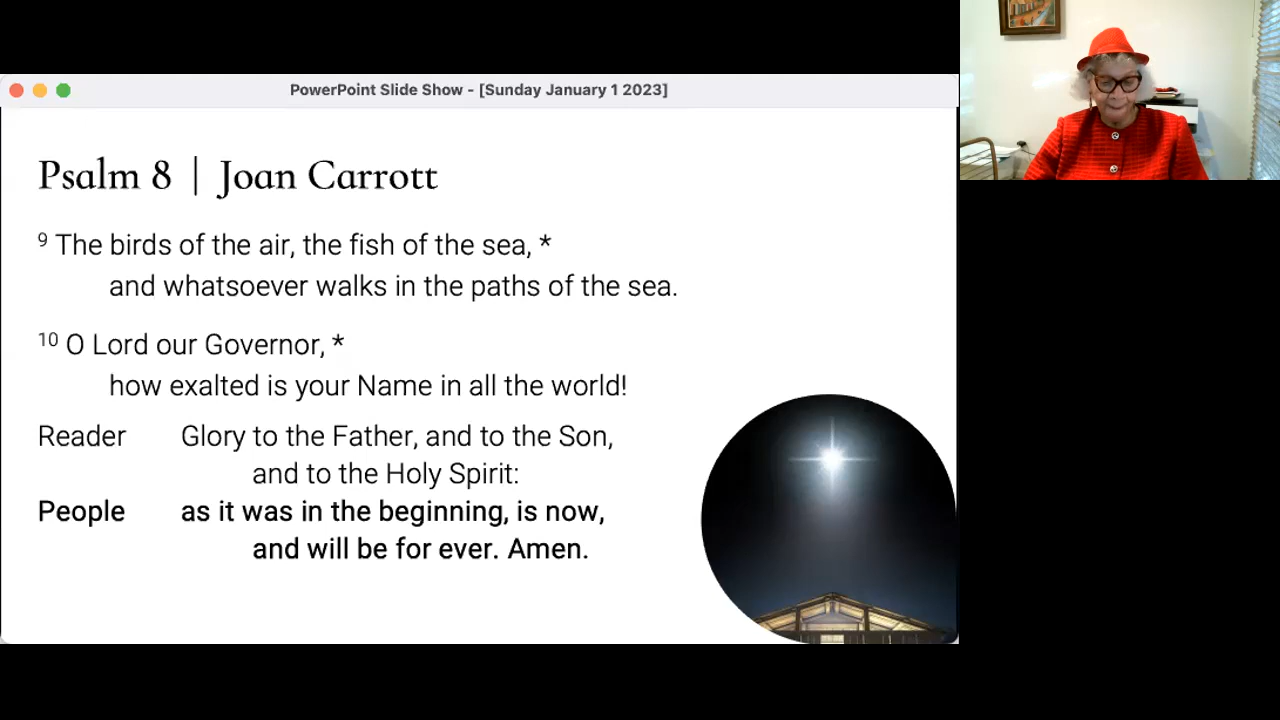 PowerPoint Slide Show - [Sunday January 1 2023]
Psalm 8 | Joan Carrott
9 The birds of the air, the fish of the sea, *
and whatsoever walks in the paths of the sea.
10 O Lord our Governor, *
how exalted is your Name in all the world!
Reader Glory to the Father, and to the Son,
and to the Holy Spirit:
People as it was in the beginning, is now,
and will be for ever. Amen.